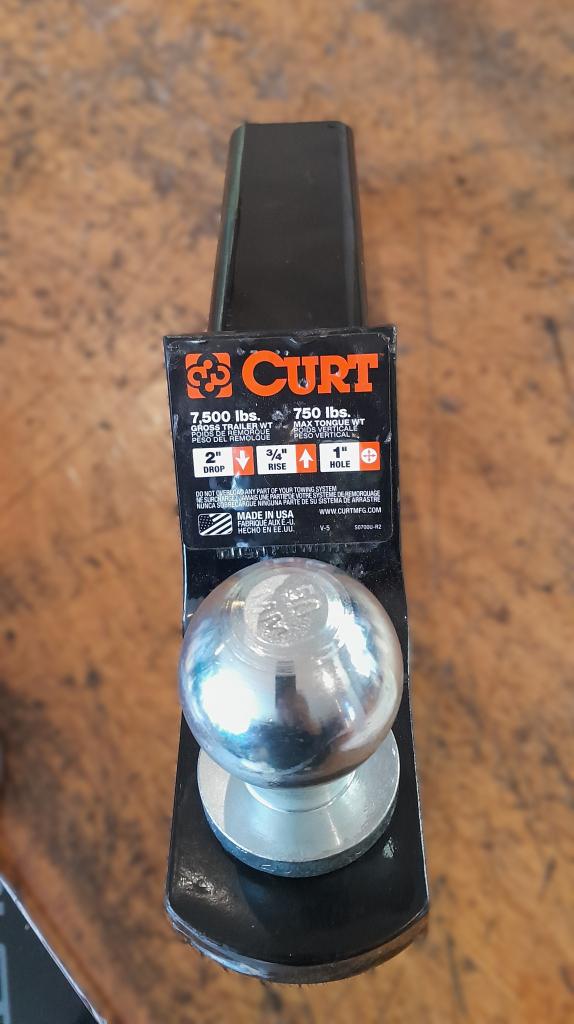 CURT
7,500 lbs. 750 lbs.
GROSS TRAILER WT MAX TONGUE WT
POIDS DE REMORQUE POIDS VERTICALE
PESO DEL REMOLQUE PESO VERTICAL
2" DROP 3/4" RISE 1" HOLE
DO NOT OVERLOAD ANY PART OF YOUR TOWING SYSTEM
NE SURCHARGEZ JAMAIS UNE PARTIE DE VOTRE SYSTÈME DE REMORQUAGE
NUNCA SOBRECARGUE NINGUNA PARTE DE SU SISTEMA DE ARRASTRE
MADE IN USA WWW.CURTMFG.COM
FABRIQUE AUX É.-U.
HECHO EN EE.UU. V-5 S0700U-R2